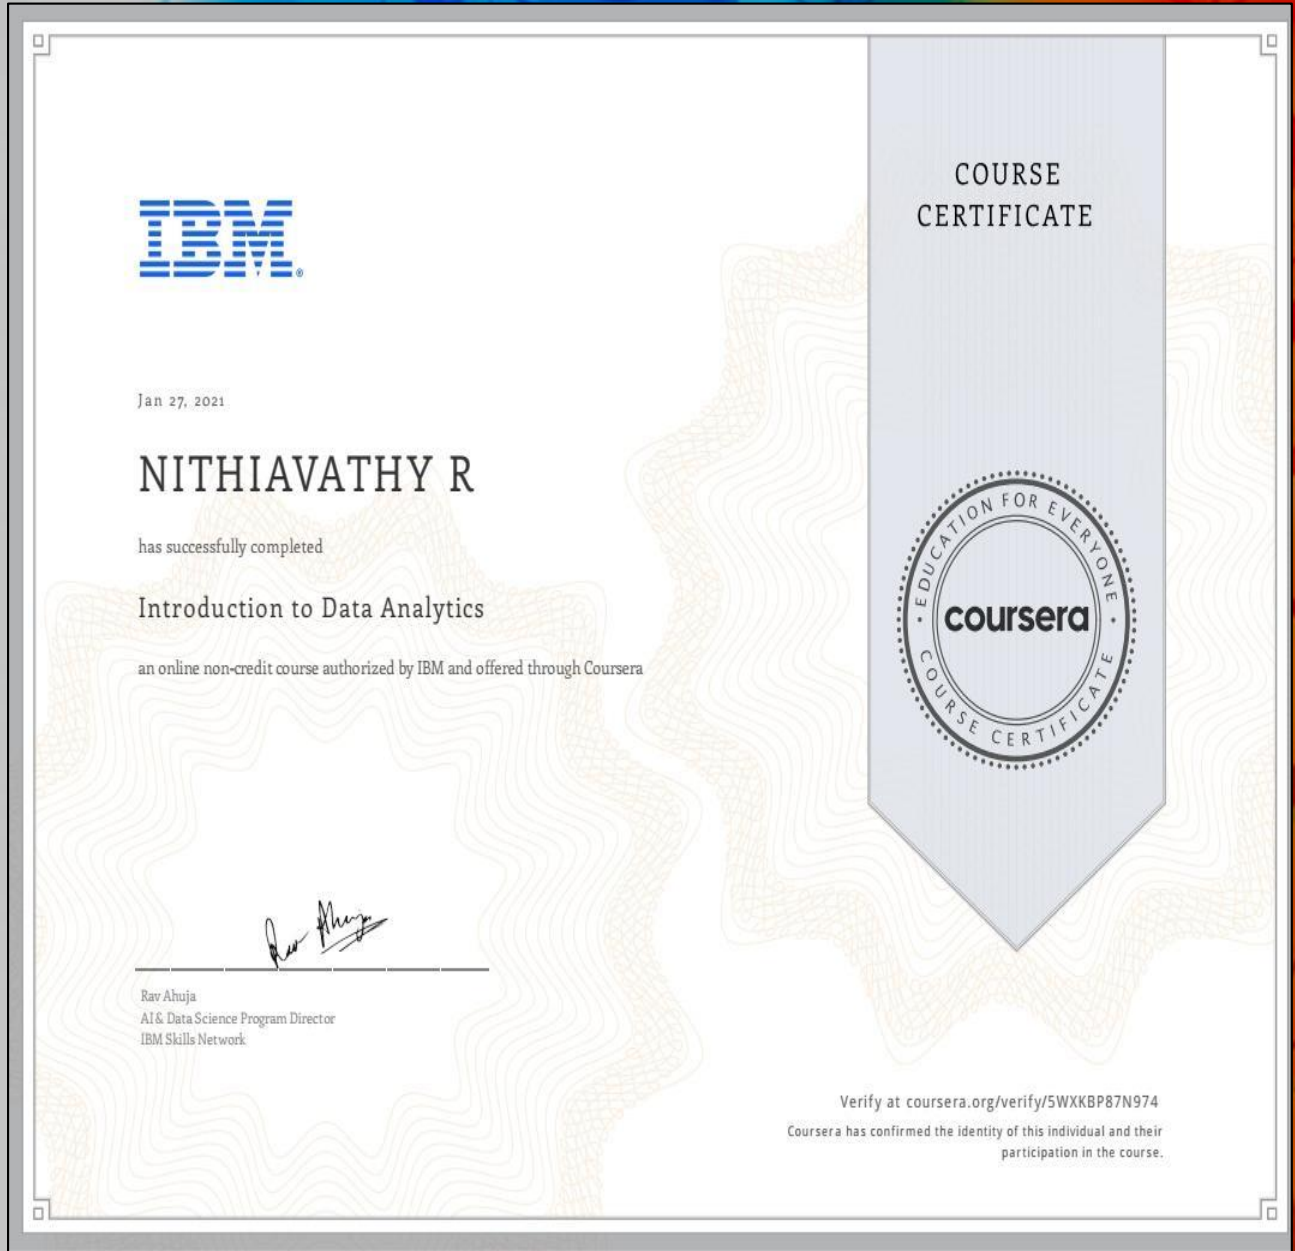 IBM®
COURSE
CERTIFICATE
Jan 27, 2021
NITHIAVATHY R
has successfully completed
Introduction to Data Analytics
an online non-credit course authorized by IBM and offered through Coursera
EDUCATION FOR EVERYONE
coursera
COURSE CERTIFICATE
Rav Ahuja
Rav Ahuja
AI & Data Science Program Director
IBM Skills Network
Verify at coursera.org/verify/5WXKBP87N974
Coursera has confirmed the identity of this individual and their
participation in the course.